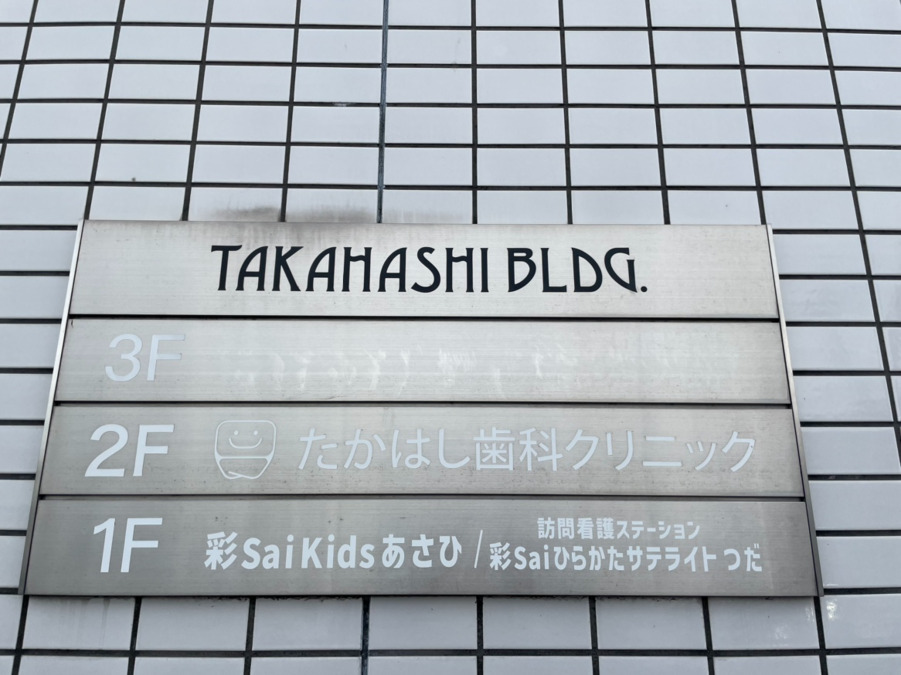 TAKAHASHI BLDG.
3F
2F たかはし歯科クリニック
1F 彩SaiKidsあさひ / 訪問看護ステーション
彩Saiひらかたサテライトつだ